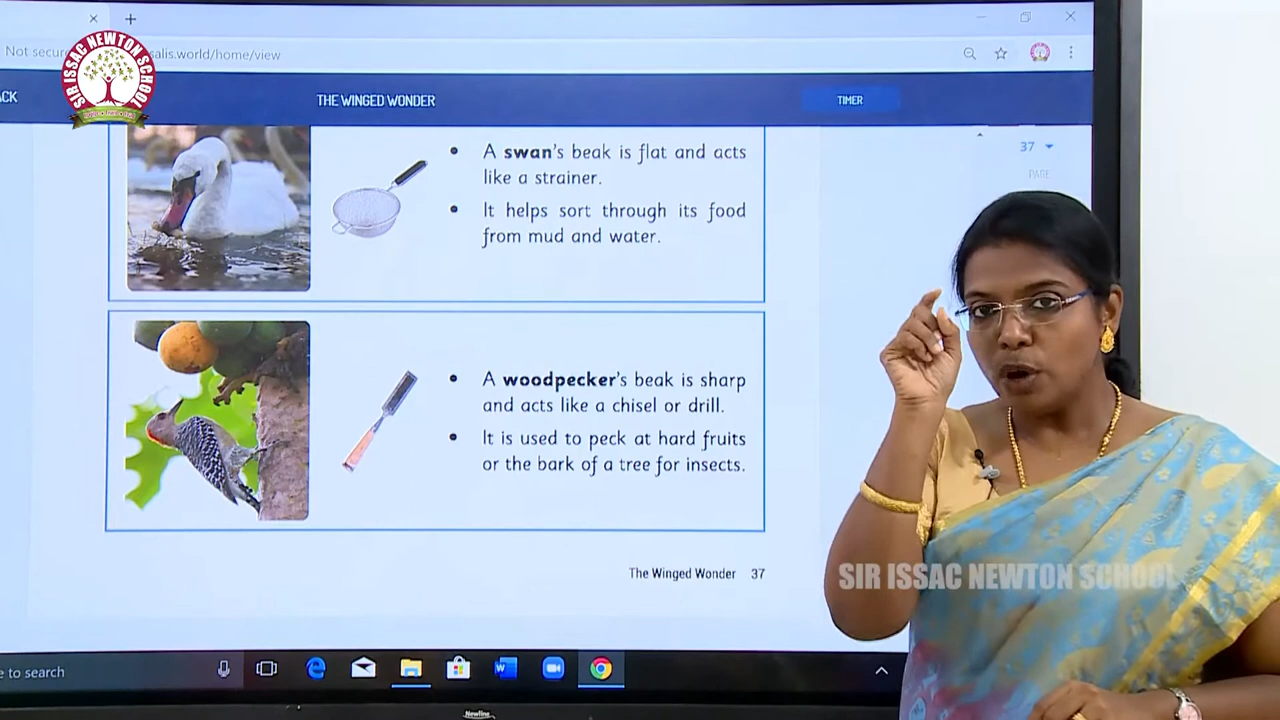 Not secure
salis.world/home/view
SIR ISSAC NEWTON SCHOOL
ACK
THE WINGED WONDER
TIMER
37
PAGE
• A swan's beak is flat and acts
like a strainer.
• It helps sort through its food
from mud and water.
• A woodpecker's beak is sharp
and acts like a chisel or drill.
• It is used to peck at hard fruits
or the bark of a tree for insects.
The Winged Wonder 37
SIR ISSAC NEWTON SCHOOL
e to search
Newline